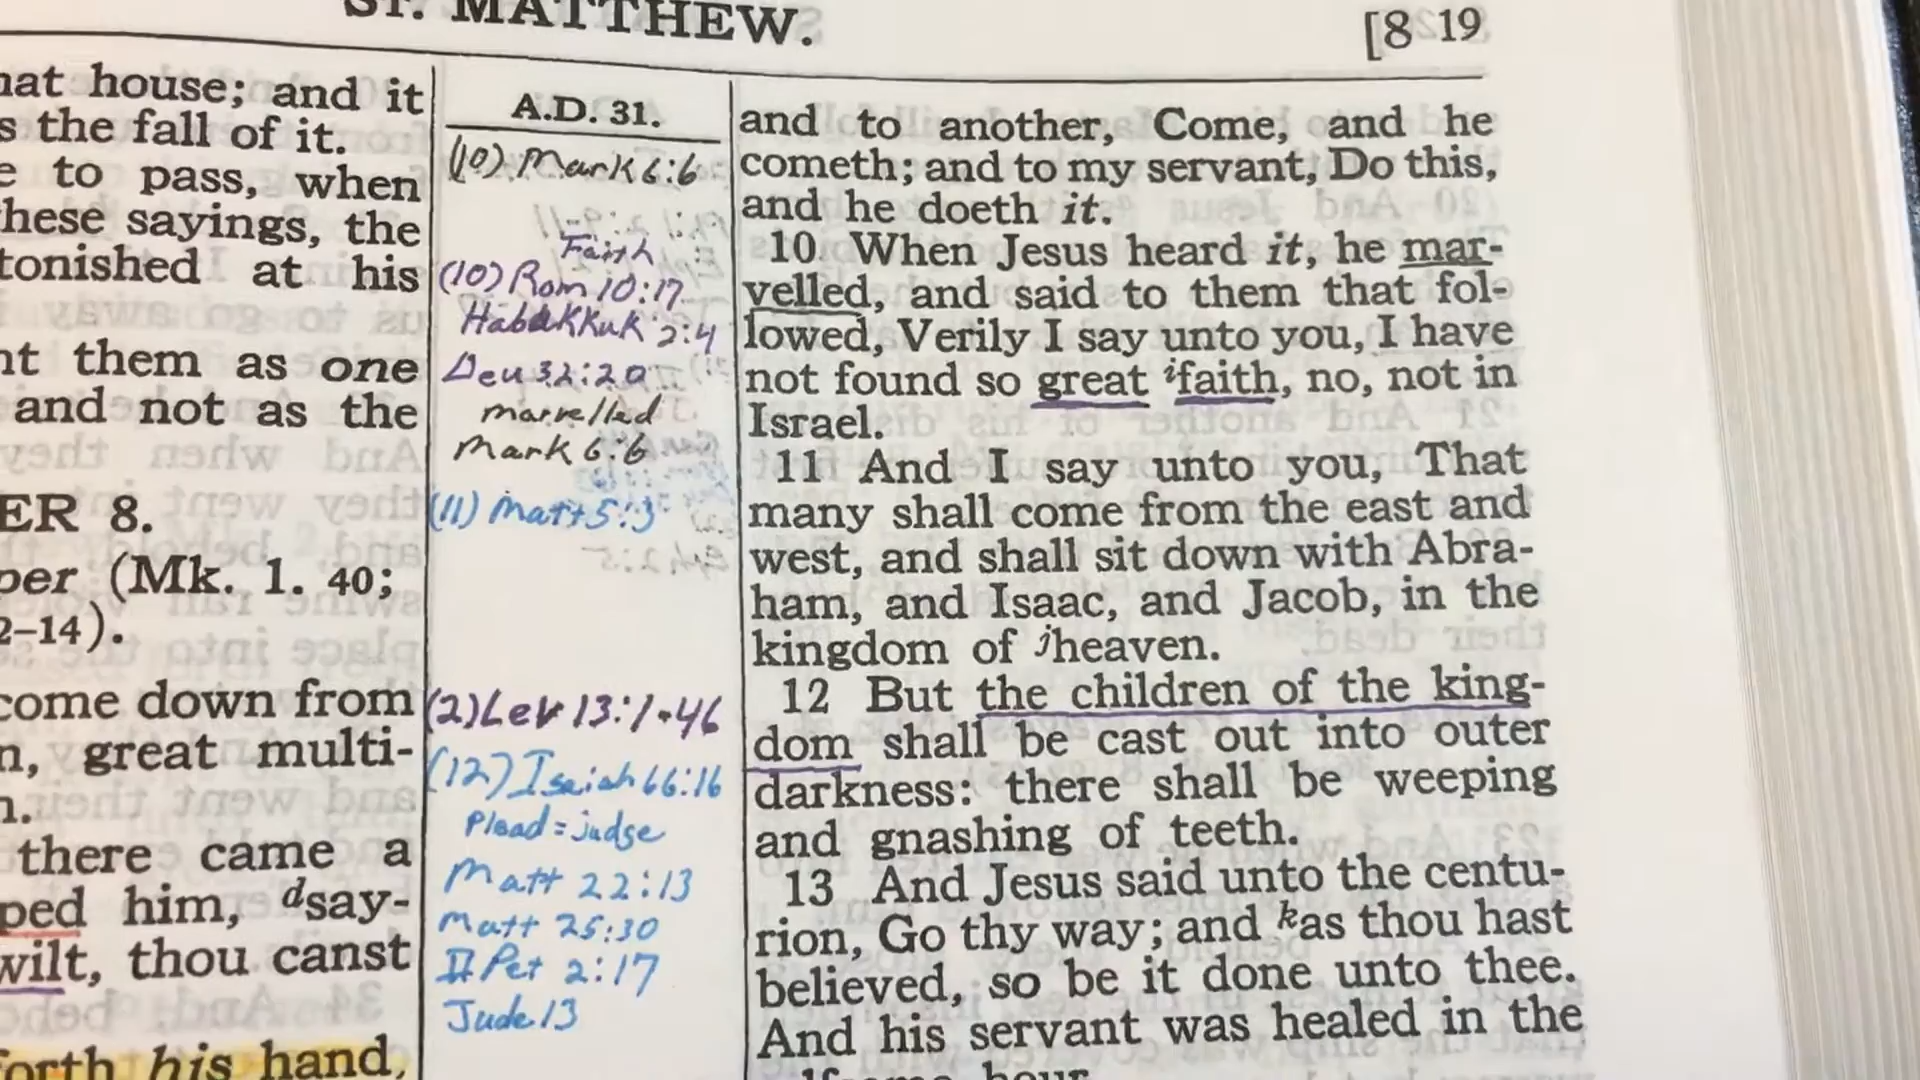 ST. MATTHEW.
[8 19
hat house; and it
s the fall of it.
e to pass, when
hese sayings, the
tonished at his
nt them as one
and not as the
ER 8.
per (Mk. 1. 40;
2–14).
come down from
n, great multi-
n.
there came a
ped him, dsay-
wilt, thou canst
forth his hand,
A.D. 31.
(10) Mark 6:6
Faith
(10) Rom 10:17
Habakkuk 2:4
Deu 32:20
marvelled
Mark 6:6
(11) Matt 5:3
(2) Lev 13:1-46
(12) Isaiah 66:16
Plead = judge
Matt 22:13
Matt 25:30
II Pet 2:17
Jude 13
and to another, Come, and he
cometh; and to my servant, Do this,
and he doeth it.
10 When Jesus heard it, he mar-
velled, and said to them that fol-
lowed, Verily I say unto you, I have
not found so great ifaith, no, not in
Israel.
11 And I say unto you, That
many shall come from the east and
west, and shall sit down with Abra-
ham, and Isaac, and Jacob, in the
kingdom of jheaven.
12 But the children of the king-
dom shall be cast out into outer
darkness: there shall be weeping
and gnashing of teeth.
13 And Jesus said unto the centu-
rion, Go thy way; and kas thou hast
believed, so be it done unto thee.
And his servant was healed in the
hour.